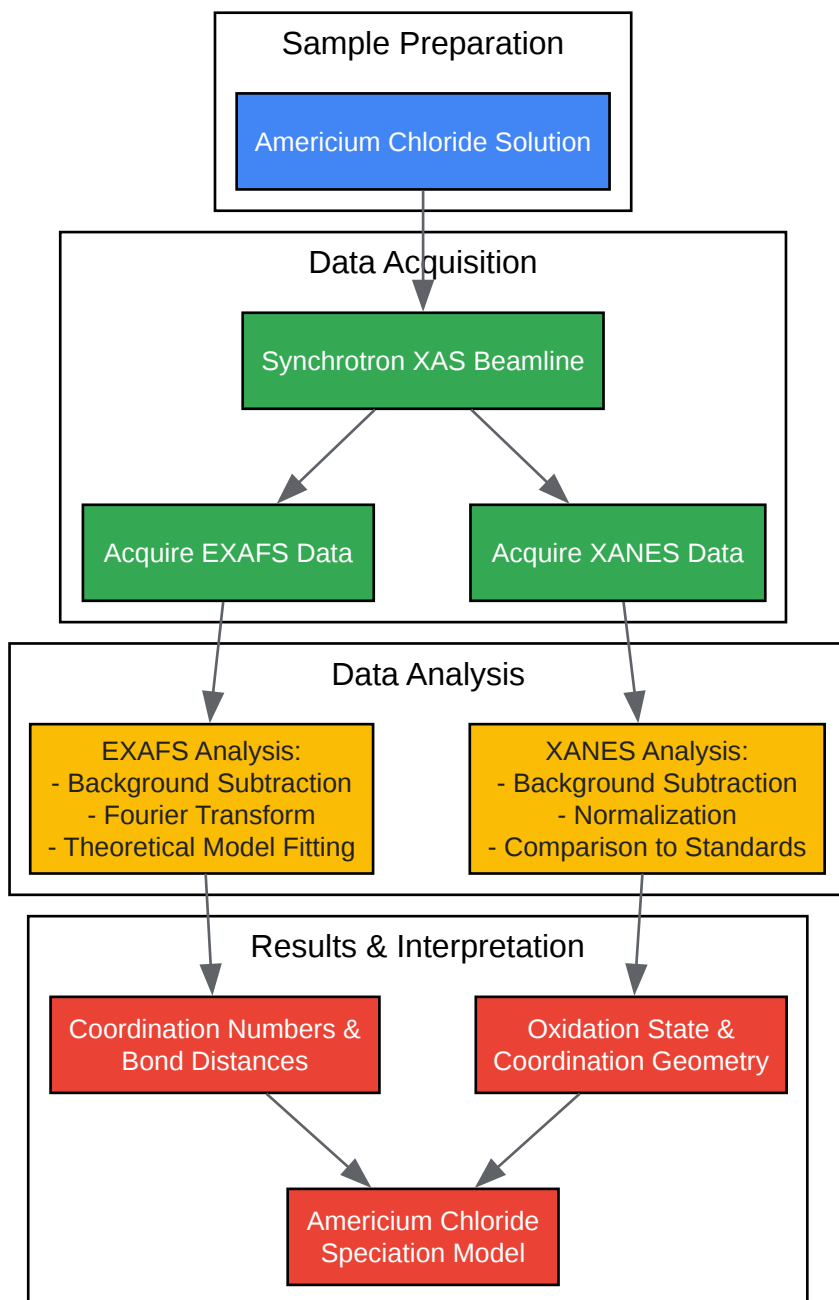 Sample Preparation
Americium Chloride Solution
Data Acquisition
Synchrotron XAS Beamline
Acquire EXAFS Data
Acquire XANES Data
Data Analysis
EXAFS Analysis:
- Background Subtraction
- Fourier Transform
- Theoretical Model Fitting
XANES Analysis:
- Background Subtraction
- Normalization
- Comparison to Standards
Results & Interpretation
Coordination Numbers &
Bond Distances
Oxidation State &
Coordination Geometry
Americium Chloride
Speciation Model